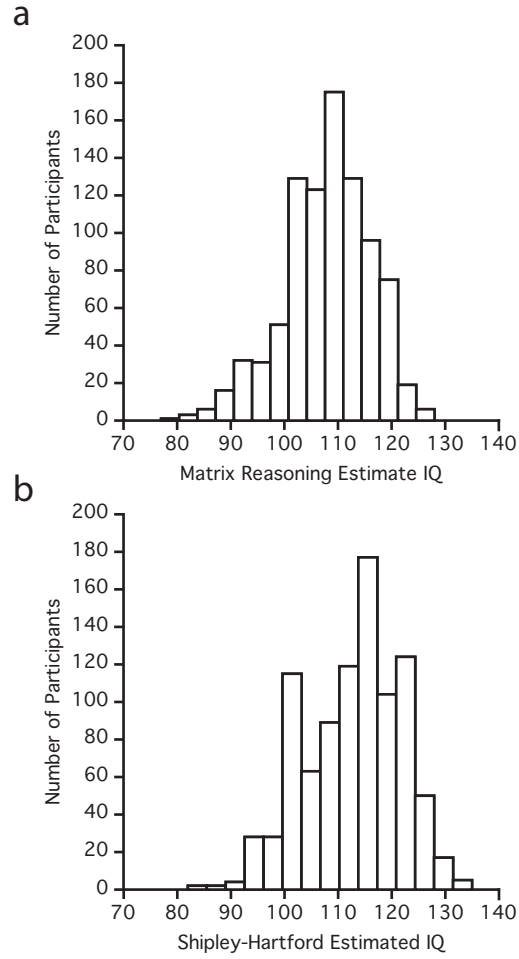 a
200
180
160
140
120
100
80
60
40
20
0
Number of Participants
70 80 90 100 110 120 130 140
Matrix Reasoning Estimate IQ
b
200
180
160
140
120
100
80
60
40
20
0
Number of Participants
70 80 90 100 110 120 130 140
Shipley-Hartford Estimated IQ